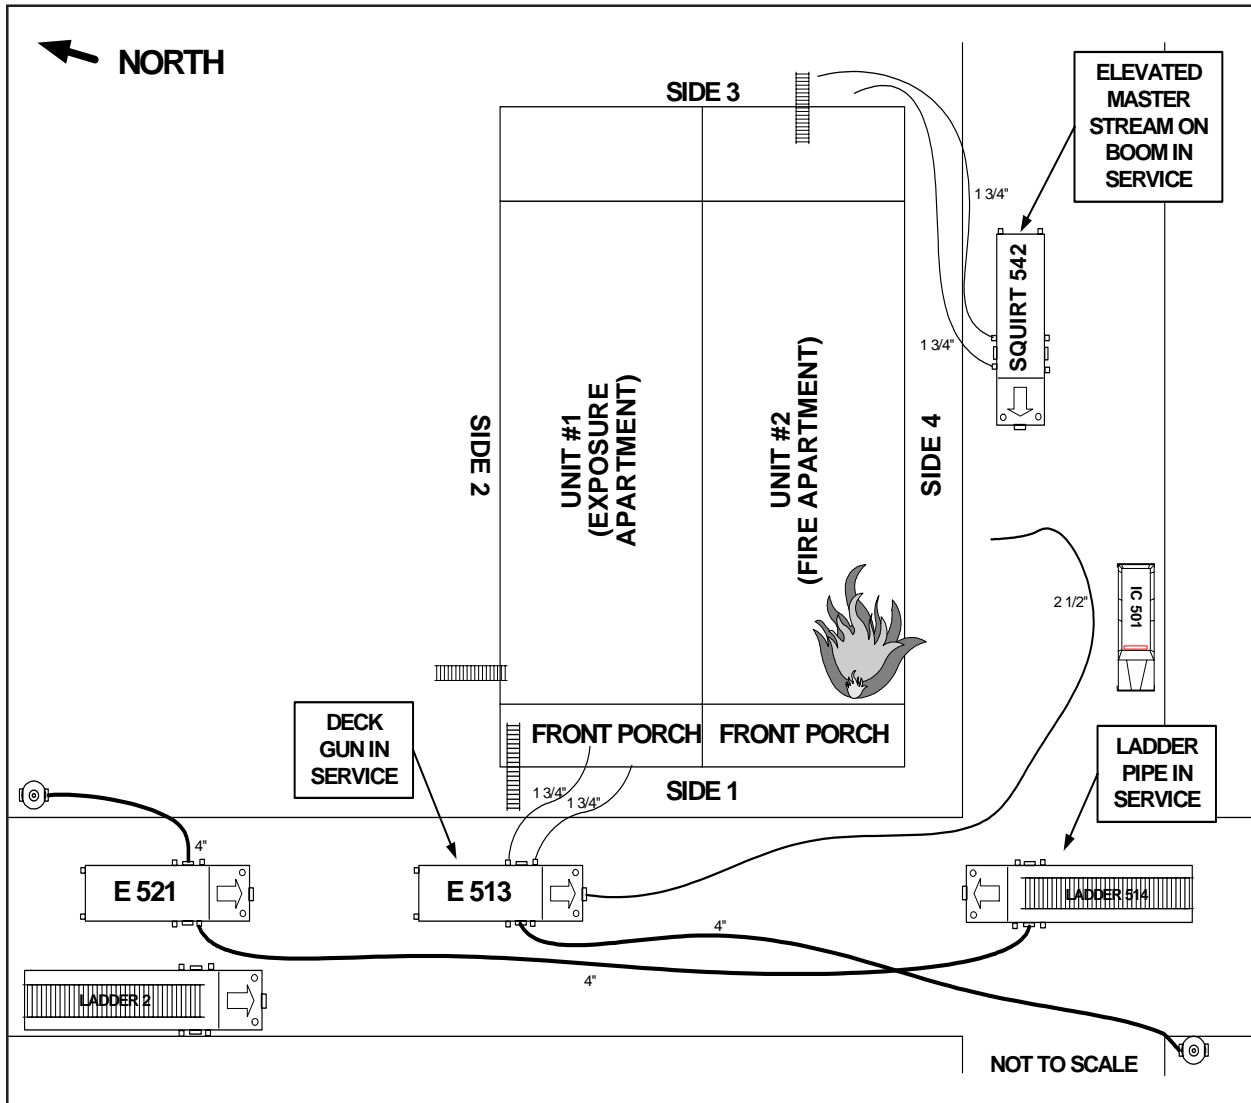 NORTH
SIDE 3
ELEVATED
MASTER
STREAM ON
BOOM IN
SERVICE
1 3/4"
SQUIRT 542
1 3/4"
SIDE 2
UNIT #1
(EXPOSURE
APARTMENT)
UNIT #2
(FIRE APARTMENT)
SIDE 4
2 1/2"
IC 501
DECK
GUN IN
SERVICE
FRONT PORCH
FRONT PORCH
LADDER
PIPE IN
SERVICE
1 3/4"
1 3/4"
SIDE 1
4"
E 521
E 513
LADDER 514
4"
4"
LADDER 2
NOT TO SCALE